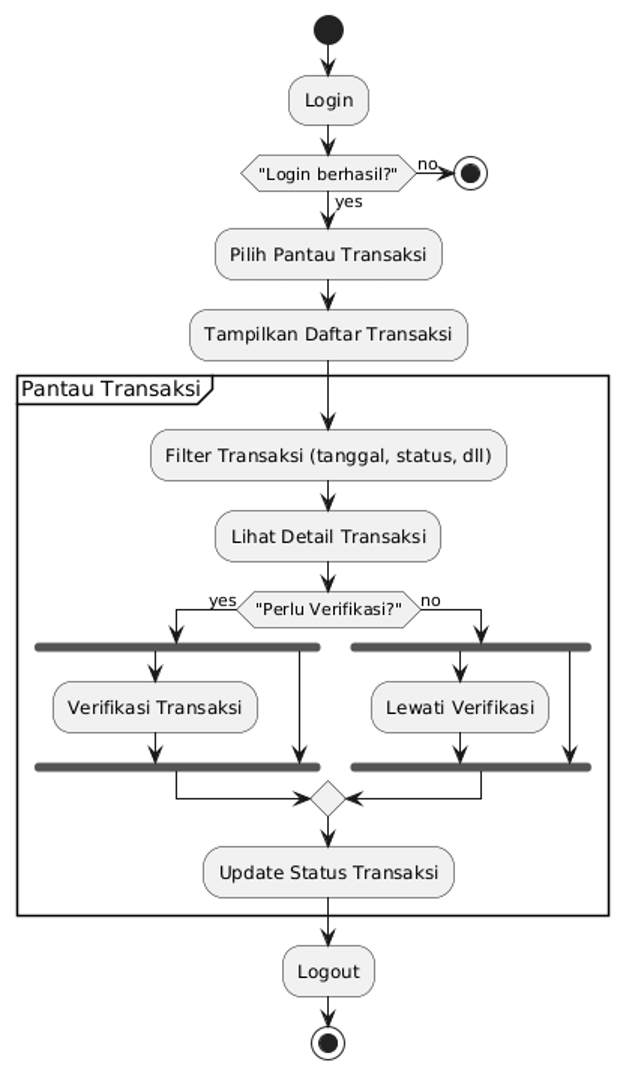 Login
"Login berhasil?"
no
yes
Pilih Pantau Transaksi
Tampilkan Daftar Transaksi
Pantau Transaksi
Filter Transaksi (tanggal, status, dll)
Lihat Detail Transaksi
yes
"Perlu Verifikasi?"
no
Verifikasi Transaksi
Lewati Verifikasi
Update Status Transaksi
Logout